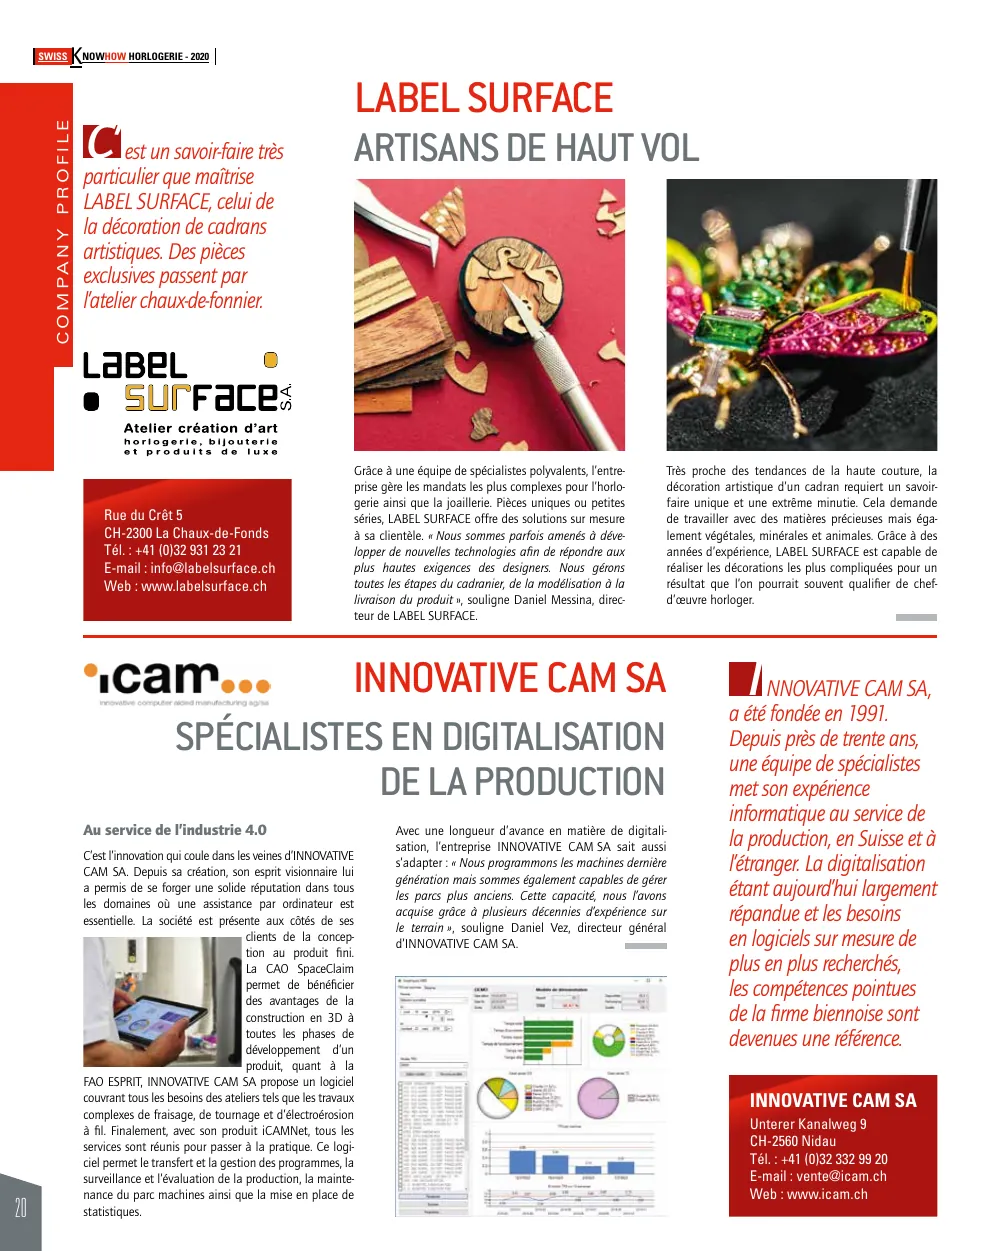 SWISS KNOWHOW HORLOGERIE - 2020
COMPANY PROFILE
C'est un savoir-faire très
particulier que maîtrise
LABEL SURFACE, celui de
la décoration de cadrans
artistiques. Des pièces
exclusives passent par
l'atelier chaux-de-fonnier.
LABEL
SURFACE S.A.
Atelier création d'art
horlogerie, bijouterie
et produits de luxe
Rue du Crêt 5
CH-2300 La Chaux-de-Fonds
Tél. : +41 (0)32 931 23 21
E-mail : info@labelsurface.ch
Web : www.labelsurface.ch
LABEL SURFACE
ARTISANS DE HAUT VOL
Grâce à une équipe de spécialistes polyvalents, l'entre-
prise gère les mandats les plus complexes pour l'horlo-
gerie ainsi que la joaillerie. Pièces uniques ou petites
séries, LABEL SURFACE offre des solutions sur mesure
à sa clientèle. « Nous sommes parfois amenés à déve-
lopper de nouvelles technologies afin de répondre aux
plus hautes exigences des designers. Nous gérons
toutes les étapes du cadranier, de la modélisation à la
livraison du produit », souligne Daniel Messina, direc-
teur de LABEL SURFACE.
Très proche des tendances de la haute couture, la
décoration artistique d'un cadran requiert un savoir-
faire unique et une extrême minutie. Cela demande
de travailler avec des matières précieuses mais éga-
lement végétales, minérales et animales. Grâce à des
années d'expérience, LABEL SURFACE est capable de
réaliser les décorations les plus compliquées pour un
résultat que l'on pourrait souvent qualifier de chef-
d'œuvre horloger.
icam...
innovative computer aided manufacturing ag/sa
INNOVATIVE CAM SA
SPÉCIALISTES EN DIGITALISATION
DE LA PRODUCTION
Au service de l'industrie 4.0
C'est l'innovation qui coule dans les veines d'INNOVATIVE
CAM SA. Depuis sa création, son esprit visionnaire lui
a permis de se forger une solide réputation dans tous
les domaines où une assistance par ordinateur est
essentielle. La société est présente aux côtés de ses
clients de la concep-
tion au produit fini.
La CAO SpaceClaim
permet de bénéficier
des avantages de la
construction en 3D à
toutes les phases de
développement d'un
produit, quant à la
FAO ESPRIT, INNOVATIVE CAM SA propose un logiciel
couvrant tous les besoins des ateliers tels que les travaux
complexes de fraisage, de tournage et d'électroérosion
à fil. Finalement, avec son produit iCAMNet, tous les
services sont réunis pour passer à la pratique. Ce logi-
ciel permet le transfert et la gestion des programmes, la
surveillance et l'évaluation de la production, la mainte-
nance du parc machines ainsi que la mise en place de
statistiques.
Avec une longueur d'avance en matière de digitali-
sation, l'entreprise INNOVATIVE CAM SA sait aussi
s'adapter : « Nous programmons les machines dernière
génération mais sommes également capables de gérer
les parcs plus anciens. Cette capacité, nous l'avons
acquise grâce à plusieurs décennies d'expérience sur
le terrain », souligne Daniel Vez, directeur général
d'INNOVATIVE CAM SA.
INNOVATIVE CAM SA,
a été fondée en 1991.
Depuis près de trente ans,
une équipe de spécialistes
met son expérience
informatique au service de
la production, en Suisse et à
l'étranger. La digitalisation
étant aujourd'hui largement
répandue et les besoins
en logiciels sur mesure de
plus en plus recherchés,
les compétences pointues
de la firme biennoise sont
devenues une référence.
INNOVATIVE CAM SA
Unterer Kanalweg 9
CH-2560 Nidau
Tél. : +41 (0)32 332 99 20
E-mail : vente@icam.ch
Web : www.icam.ch
20